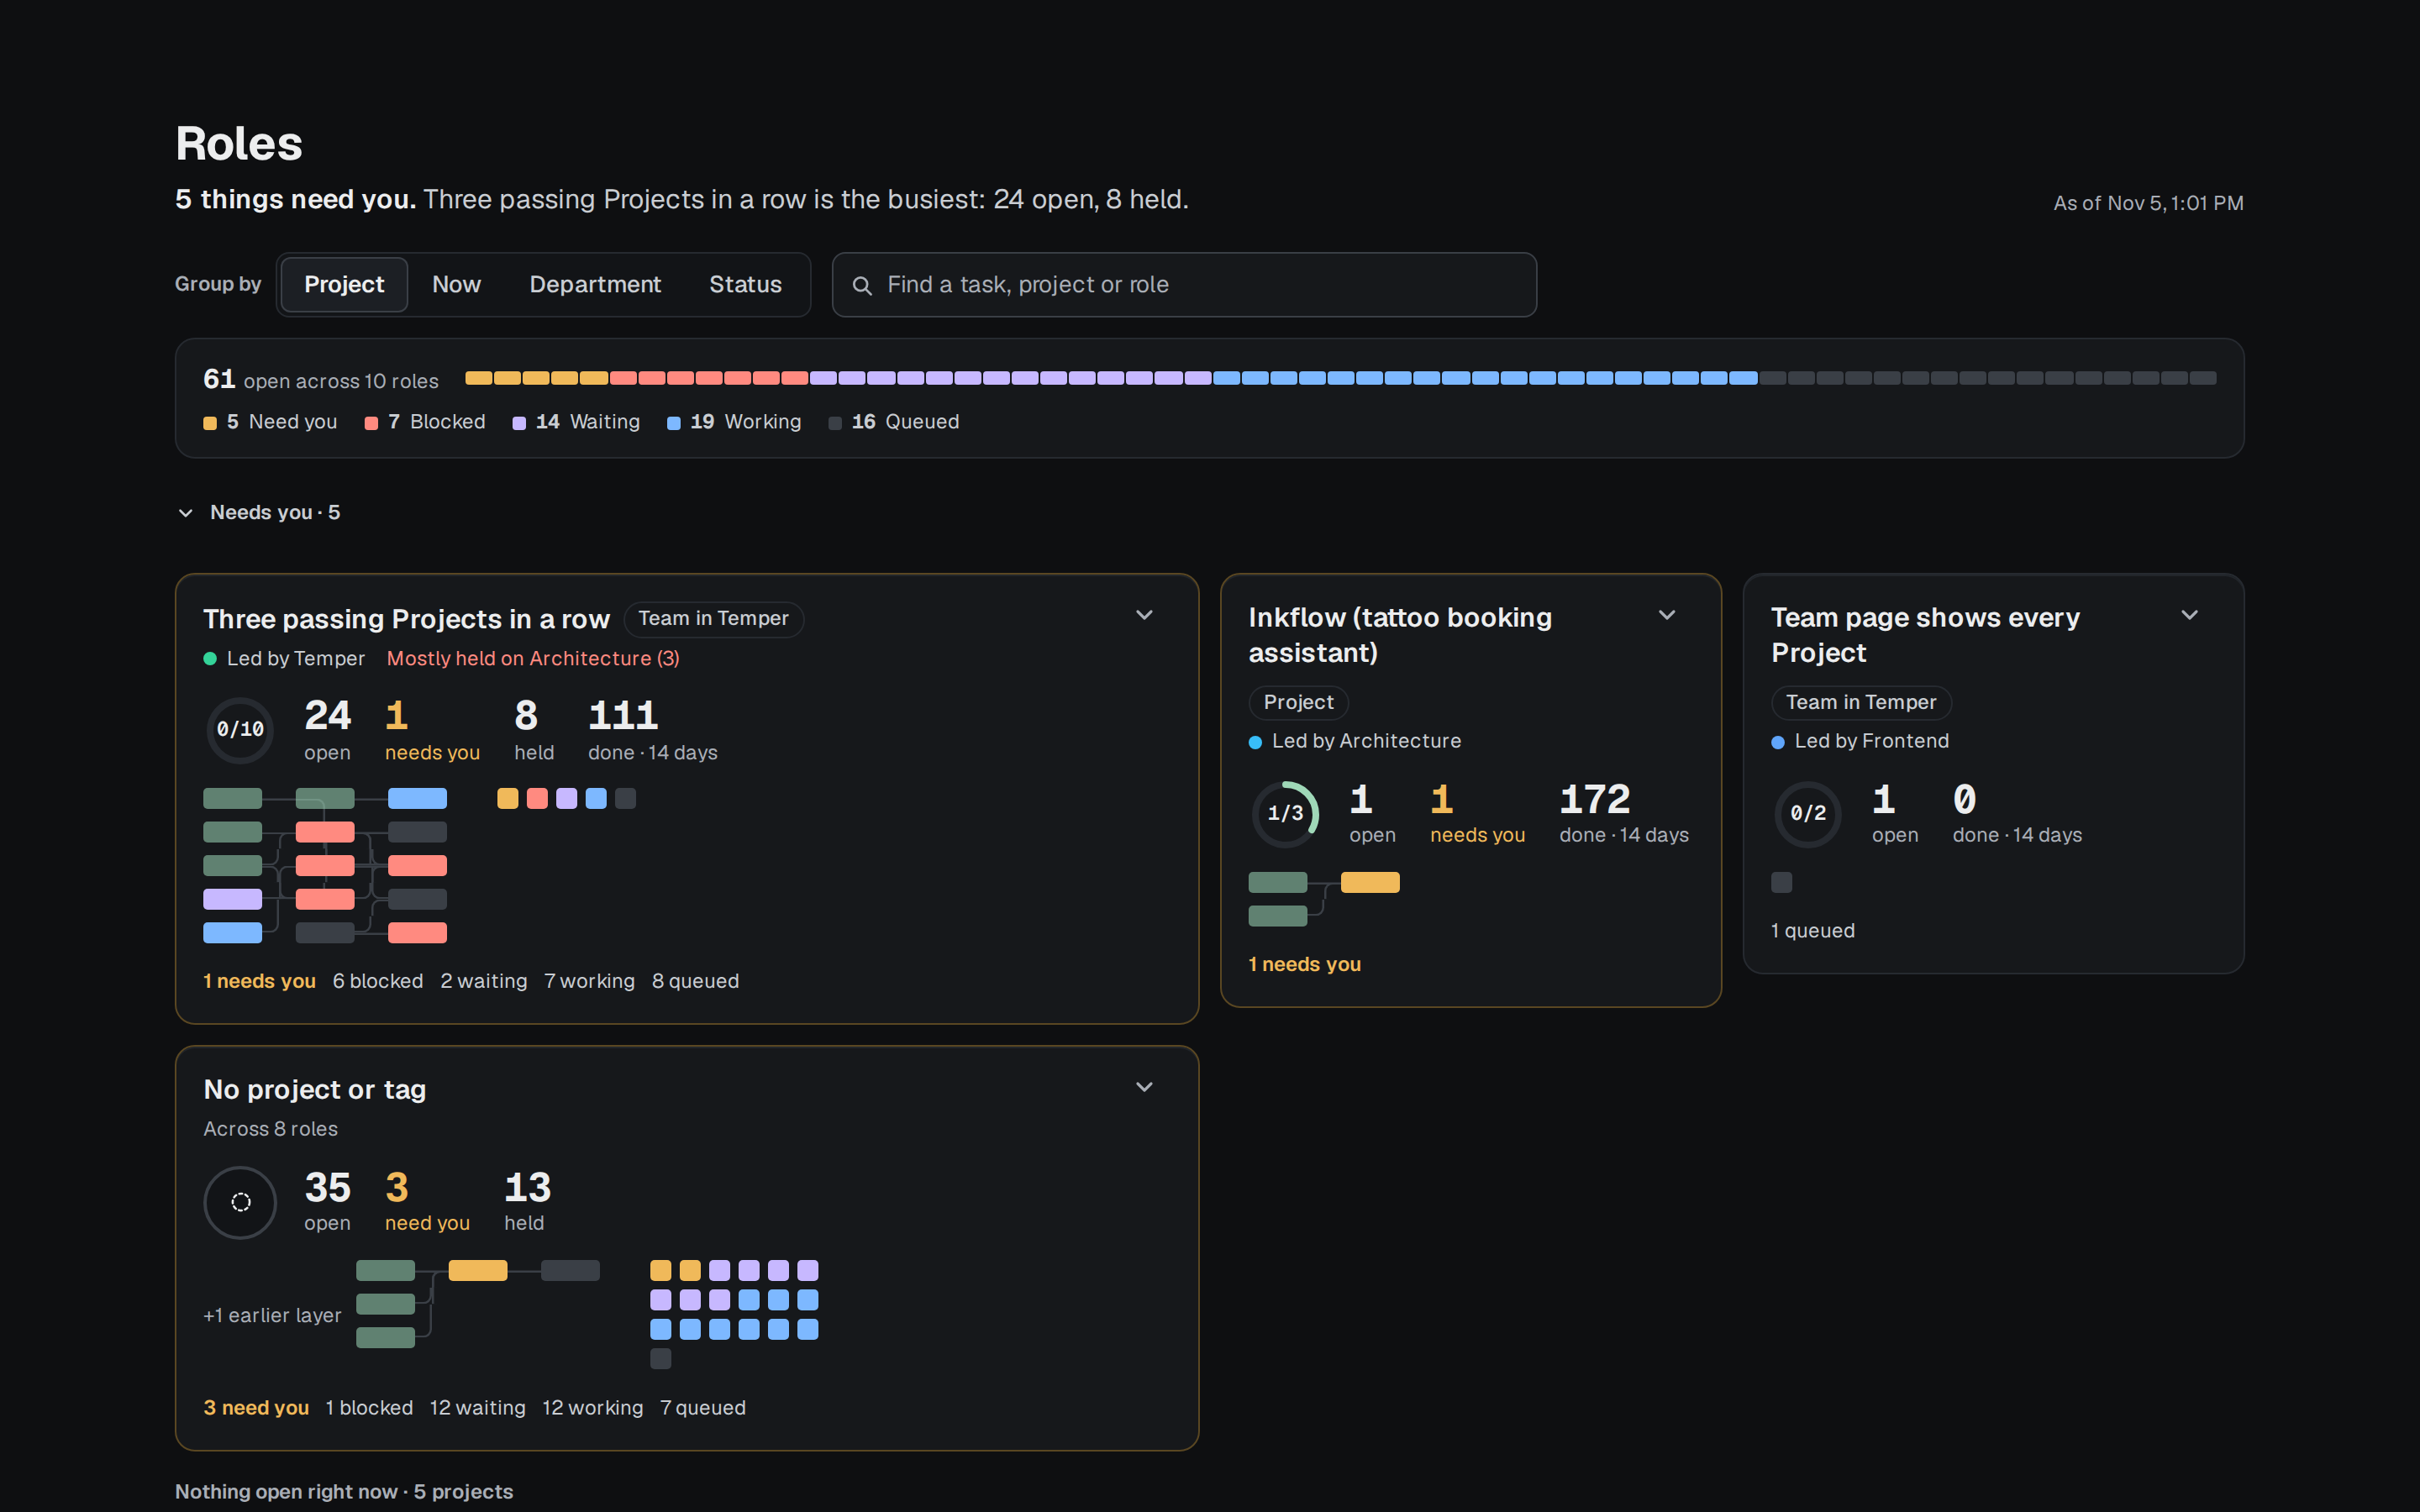 Roles
5 things need you. Three passing Projects in a row is the busiest: 24 open, 8 held.
As of Nov 5, 1:01 PM
Group by
Project
Now
Department
Status
Find a task, project or role
61 open across 10 roles
5 Need you
7 Blocked
14 Waiting
19 Working
16 Queued
Needs you · 5
Three passing Projects in a row
Team in Temper
Led by Temper
Mostly held on Architecture (3)
0/10
24 open
1 needs you
8 held
111 done · 14 days
1 needs you
6 blocked
2 waiting
7 working
8 queued
Inkflow (tattoo booking
assistant)
Project
Led by Architecture
1/3
1 open
1 needs you
172 done · 14 days
1 needs you
Team page shows every
Project
Team in Temper
Led by Frontend
0/2
1 open
0 done · 14 days
1 queued
No project or tag
Across 8 roles
35 open
3 need you
13 held
+1 earlier layer
3 need you
1 blocked
12 waiting
12 working
7 queued
Nothing open right now · 5 projects